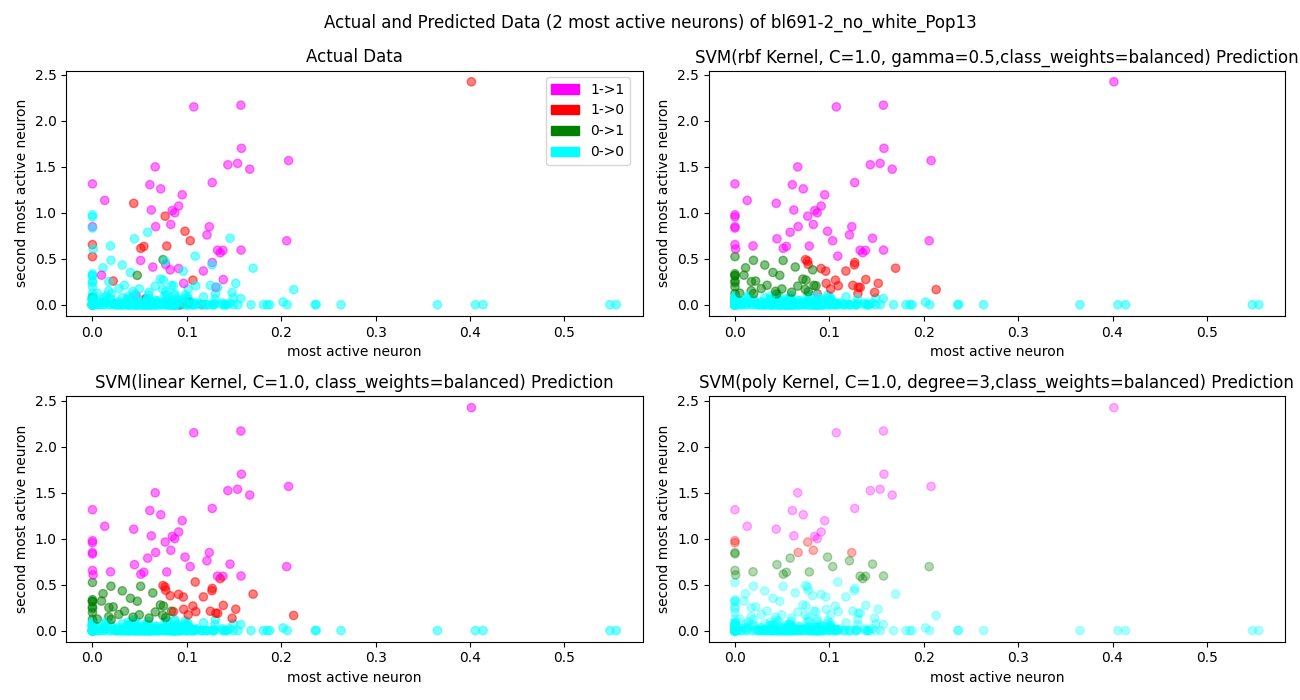 Actual and Predicted Data (2 most active neurons) of bl691-2_no_white_Pop13
Actual Data
2.5
2.0
1.5
1.0
0.5
0.0
second most active neuron
0.0 0.1 0.2 0.3 0.4 0.5
most active neuron
1->1
1->0
0->1
0->0
SVM(rbf Kernel, C=1.0, gamma=0.5,class_weights=balanced) Prediction
2.5
2.0
1.5
1.0
0.5
0.0
second most active neuron
0.0 0.1 0.2 0.3 0.4 0.5
most active neuron
SVM(linear Kernel, C=1.0, class_weights=balanced) Prediction
2.5
2.0
1.5
1.0
0.5
0.0
second most active neuron
0.0 0.1 0.2 0.3 0.4 0.5
most active neuron
SVM(poly Kernel, C=1.0, degree=3,class_weights=balanced) Prediction
2.5
2.0
1.5
1.0
0.5
0.0
second most active neuron
0.0 0.1 0.2 0.3 0.4 0.5
most active neuron